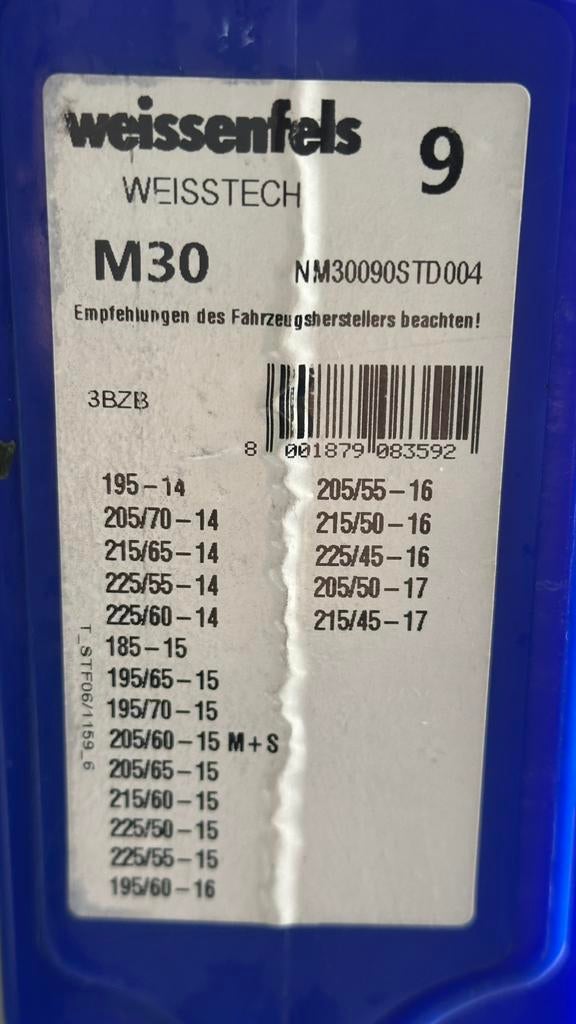 weissenfels
9
WEISSTECH
M30
NM30090STD004
Empfehlungen des Fahrzeugsherstellers beachten!
3BZB
8 001879 083592
195-14
205/70-14
215/65-14
225/55-14
225/60-14
185-15
195/65-15
195/70-15
205/60-15 M+S
205/65-15
215/60-15
225/50-15
225/55-15
195/60-16
205/55-16
215/50-16
225/45-16
205/50-17
215/45-17
T_STF06/1159_6